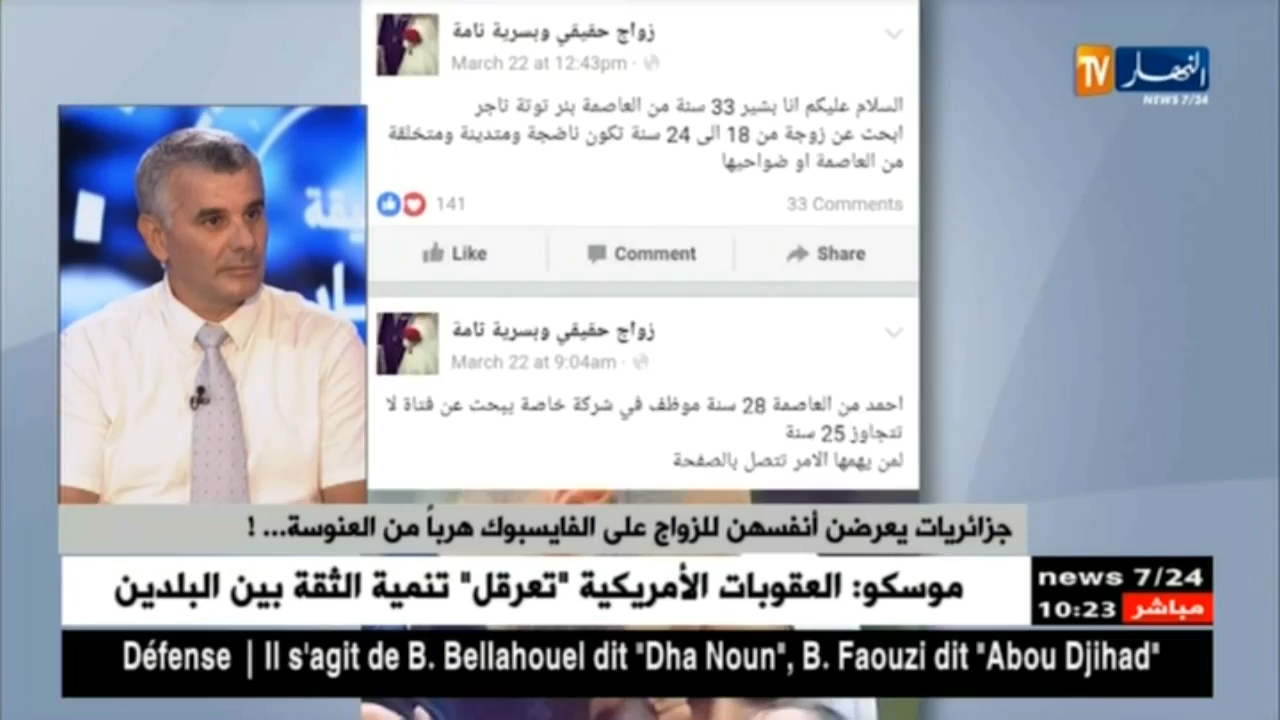 زواج حقيقي وبسرية تامة
March 22 at 12:43pm
السلام عليكم انا بشير 33 سنة من العاصمة بئر توتة تاجر
ابحث عن زوجة من 18 الى 24 سنة تكون ناضجة ومتدينة ومتخلقة
من العاصمة او ضواحيها
141
33 Comments
Like
Comment
Share
زواج حقيقي وبسرية تامة
March 22 at 9:04am
احمد من العاصمة 28 سنة موظف في شركة خاصة يبحث عن فتاة لا
تتجاوز 25 سنة
لمن يهمها الامر تتصل بالصفحة
النهار TV
NEWS 7/24
جزائريات يعرضن أنفسهن للزواج على الفايسبوك هرباً من العنوسة... !
موسكو: العقوبات الأمريكية "تعرقل" تنمية الثقة بين البلدين
news 7/24
10:23 مباشر
Défense | Il s'agit de B. Bellahouel dit "Dha Noun", B. Faouzi dit "Abou Djihad"